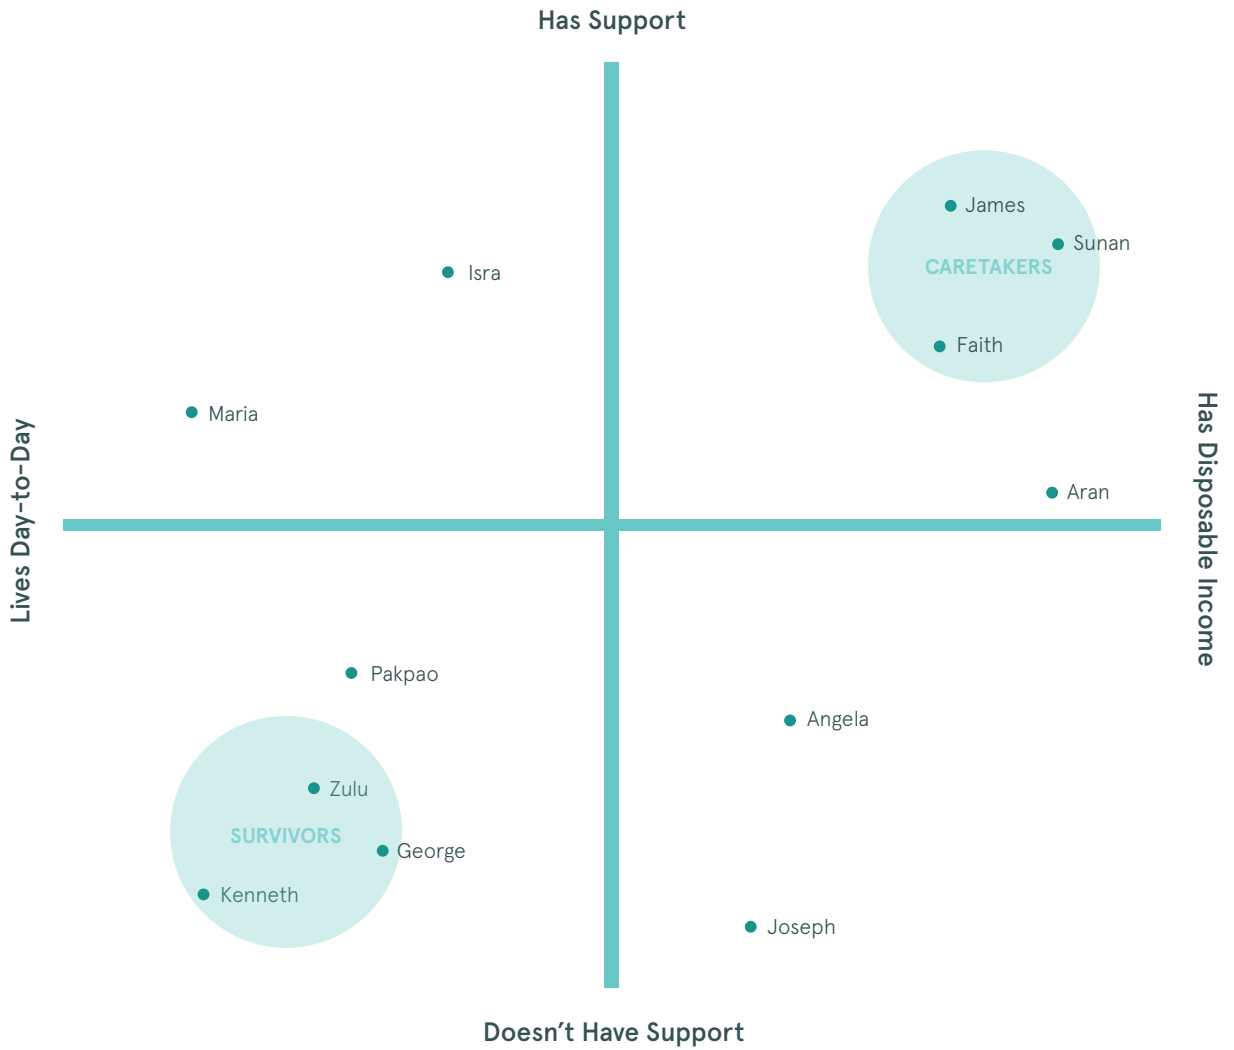 Has Support
James
Sunan
CARETAKERS
Isra
Faith
Maria
Lives Day-to-Day
Has Disposable Income
Aran
Pakpao
Angela
Zulu
SURVIVORS
George
Kenneth
Joseph
Doesn’t Have Support